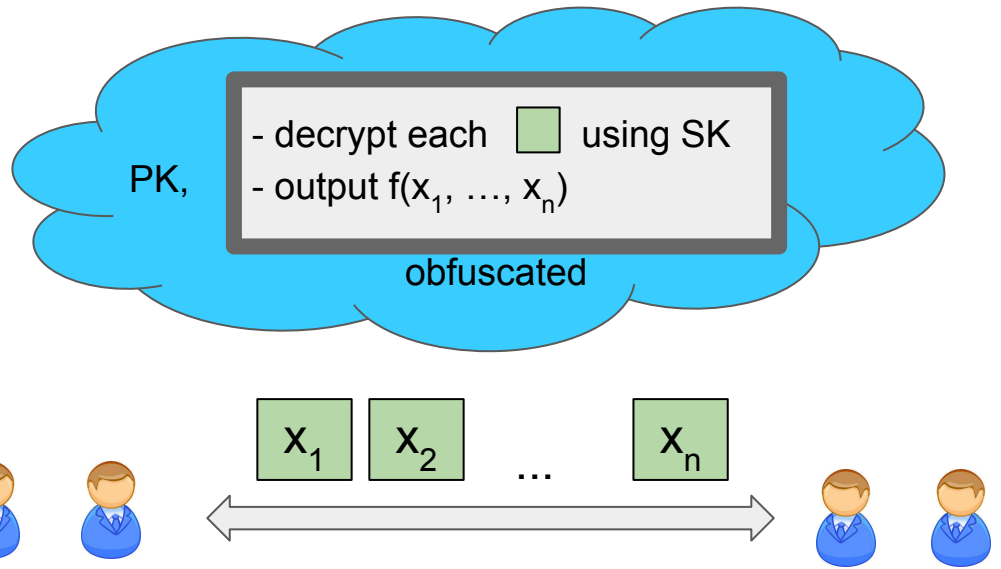 - decrypt each using SK
PK,
- output f(x₁, …, xₙ)
obfuscated
x₁ x₂ ... xₙ